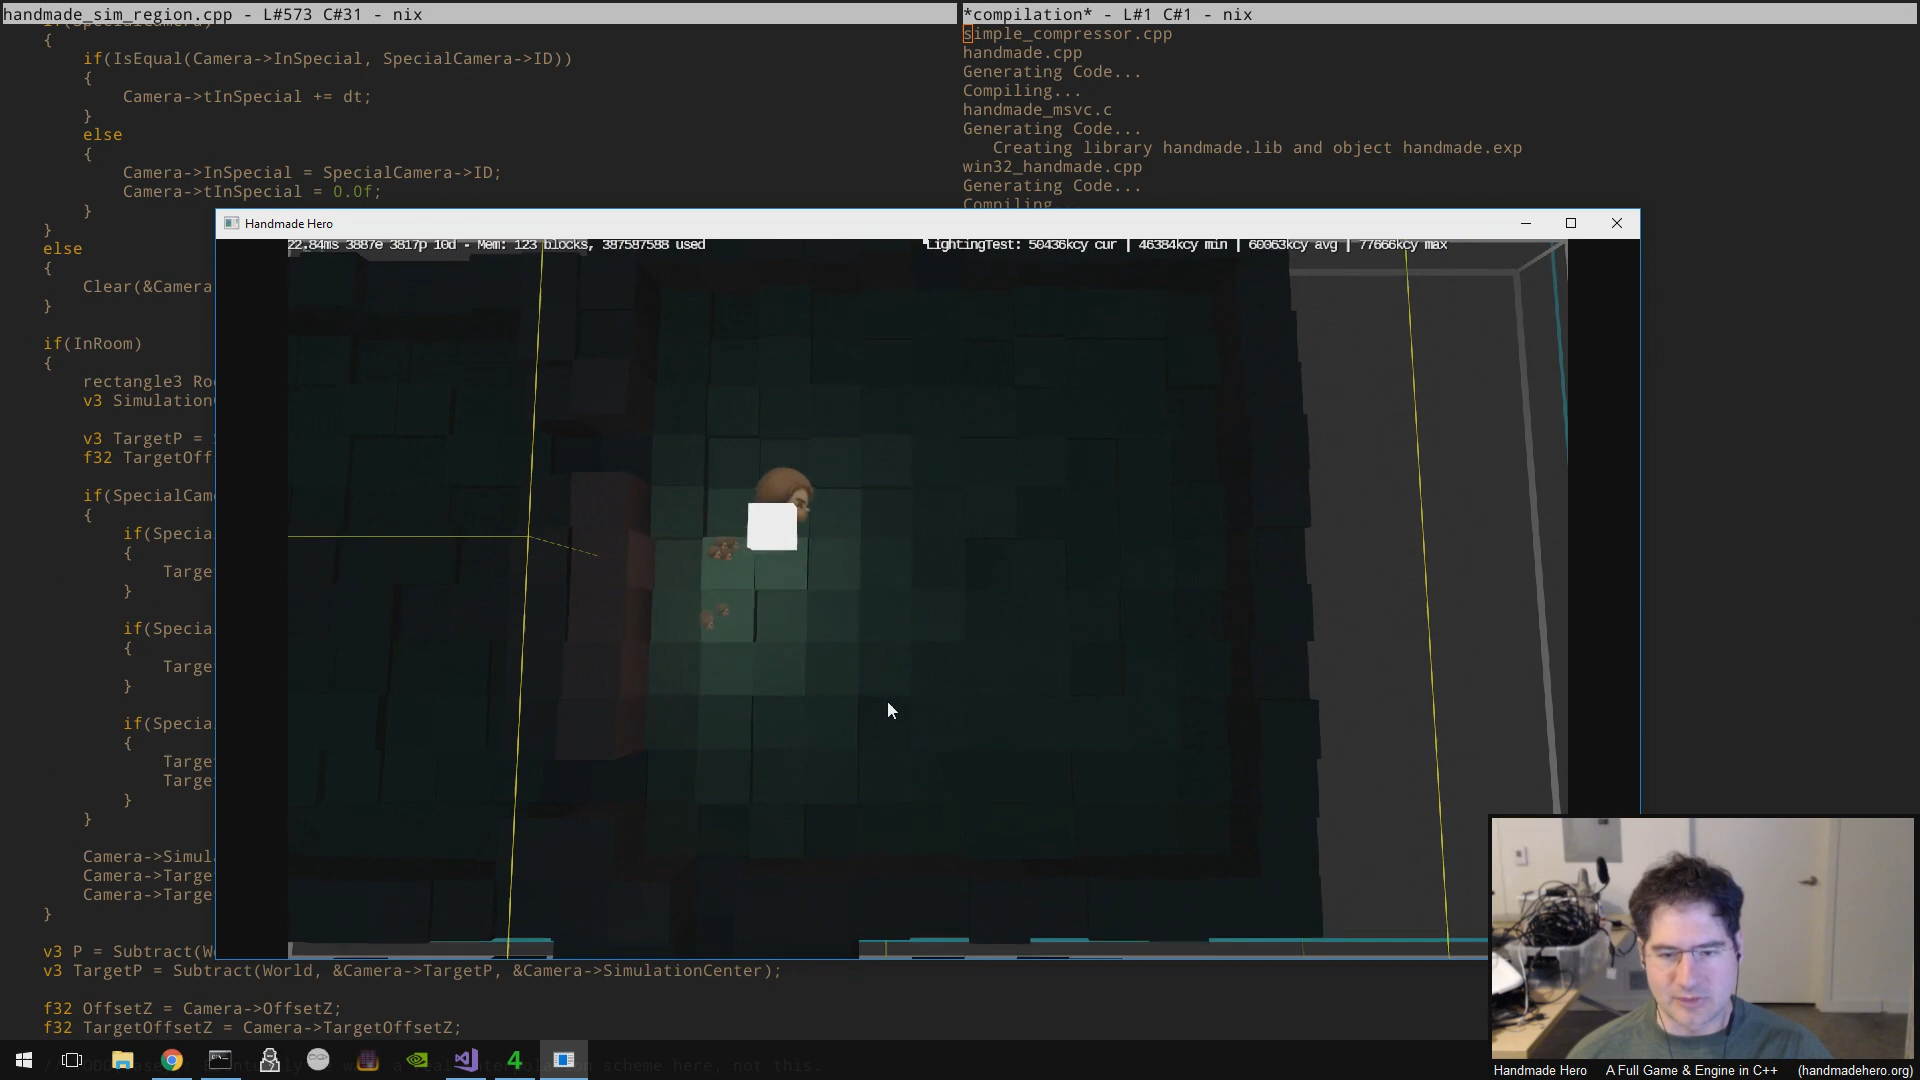 handmade_sim_region.cpp - L#573 C#31 - nix
{
if(IsEqual(Camera->InSpecial, SpecialCamera->ID))
{
Camera->tInSpecial += dt;
}
else
{
Camera->InSpecial = SpecialCamera->ID;
Camera->tInSpecial = 0.0f;
}
}
else
{
Clear(&Camera
}
if(InRoom)
{
rectangle3 Ro
v3 Simulation
v3 TargetP =
f32 TargetOff
if(SpecialCam
{
if(Specia
{
Targe
}
if(Specia
{
Targe
}
if(Specia
{
Targe
Targe
}
}
Camera->Simul
Camera->Targe
Camera->Targe
}
v3 P = Subtract(W
v3 TargetP = Subtract(World, &Camera->TargetP, &Camera->SimulationCenter);
f32 OffsetZ = Camera->OffsetZ;
f32 TargetOffsetZ = Camera->TargetOffsetZ;
*compilation* - L#1 C#1 - nix
simple_compressor.cpp
handmade.cpp
Generating Code...
Compiling...
handmade_msvc.c
Generating Code...
Creating library handmade.lib and object handmade.exp
win32_handmade.cpp
Generating Code...
Compiling...
Handmade Hero
22.84ms 3887e 3817p 10d - Mem: 123 blocks, 387587588 used
LightingTest: 50436kcy cur | 46384kcy min | 60063kcy avg | 77666kcy max
Handmade Hero A Full Game & Engine in C++ (handmadehero.org)